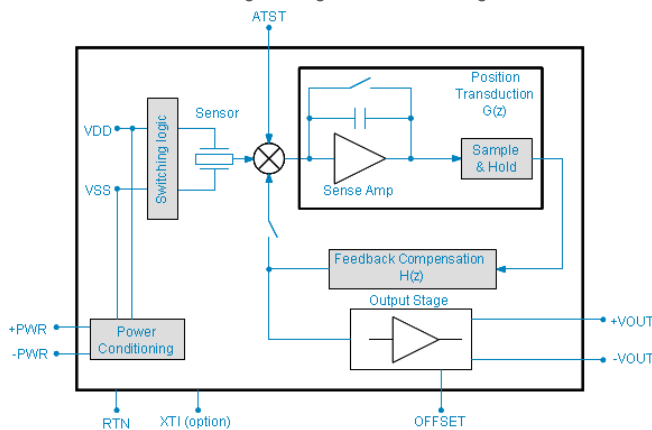 ATST
Position
Transduction
G(z)
Sensor
VDD
Switching logic
Sample
& Hold
VSS
Sense Amp
Feedback Compensation
H(z)
Output Stage
+PWR
Power
Conditioning
-PWR
+VOUT
-VOUT
RTN
XTI (option)
OFFSET